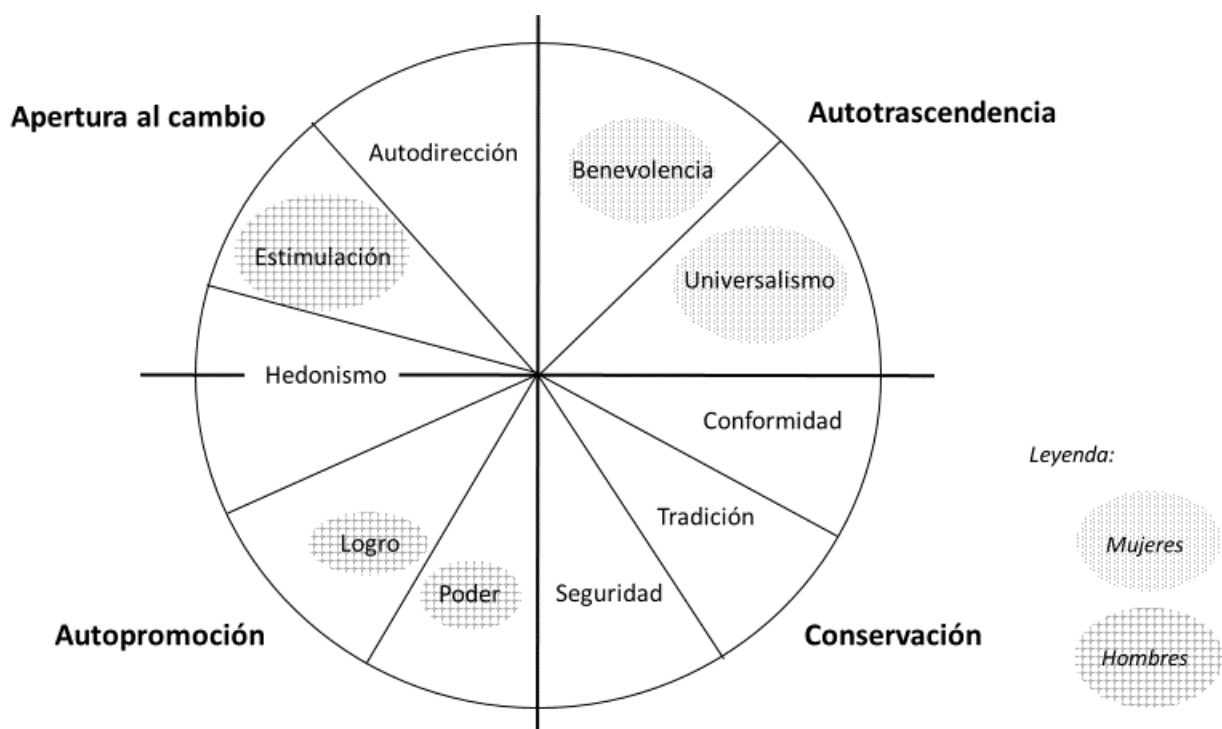 Apertura al cambio
Autotrascendencia
Autodirección
Benevolencia
Estimulación
Universalismo
Hedonismo
Conformidad
Leyenda:
Tradición
Logro
Mujeres
Poder
Seguridad
Autopromoción
Conservación
Hombres